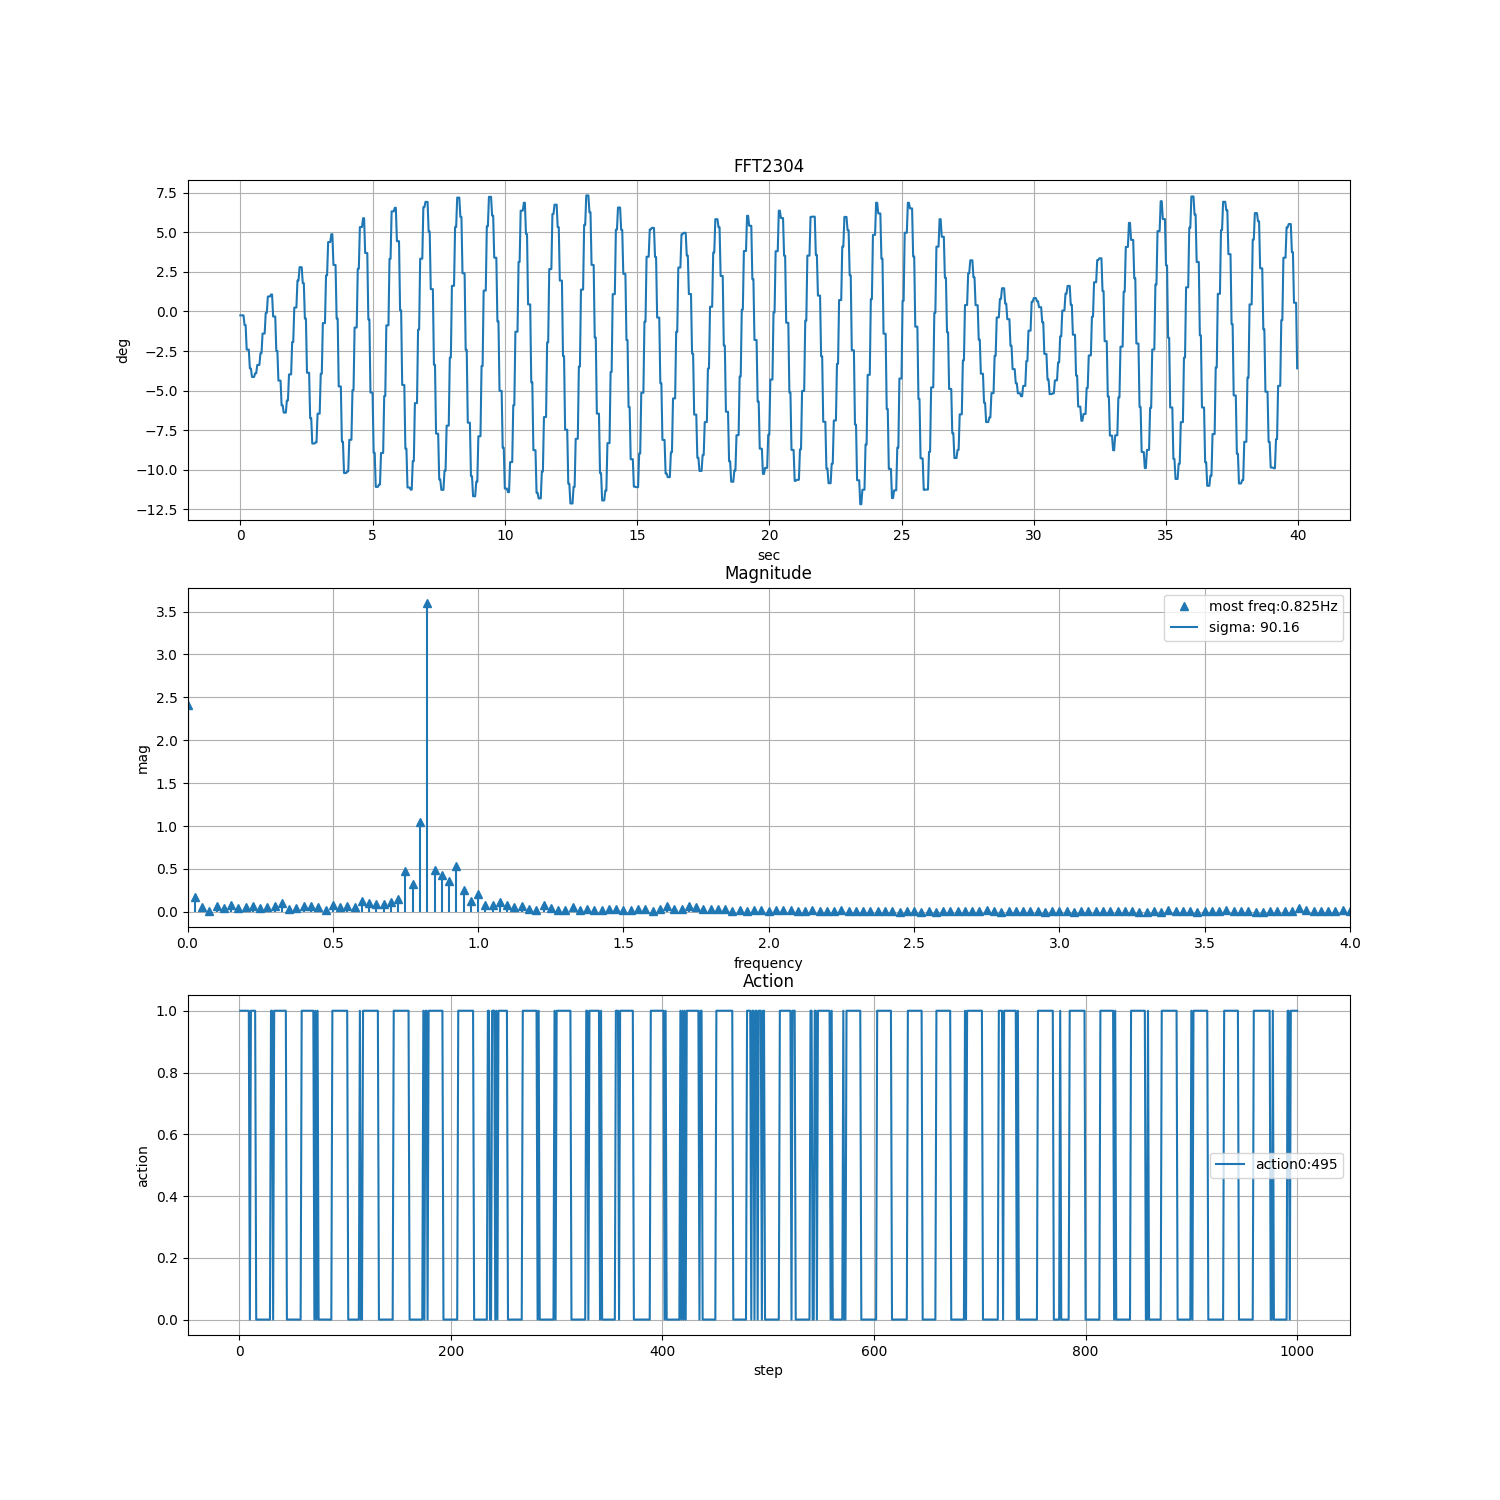 FFT2304
7.5
5.0
2.5
0.0
−2.5
−5.0
−7.5
−10.0
−12.5
deg
0 5 10 15 20 25 30 35 40
sec
Magnitude
3.5
3.0
2.5
2.0
1.5
1.0
0.5
0.0
mag
most freq:0.825Hz
sigma: 90.16
0.0 0.5 1.0 1.5 2.0 2.5 3.0 3.5 4.0
frequency
Action
1.0
0.8
0.6
0.4
0.2
0.0
action
action0:495
0 200 400 600 800 1000
step